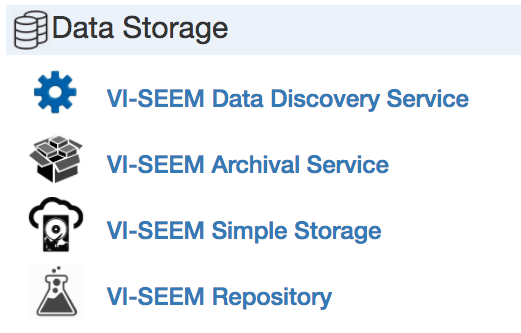 Data Storage
VI-SEEM Data Discovery Service
VI-SEEM Archival Service
VI-SEEM Simple Storage
VI-SEEM Repository